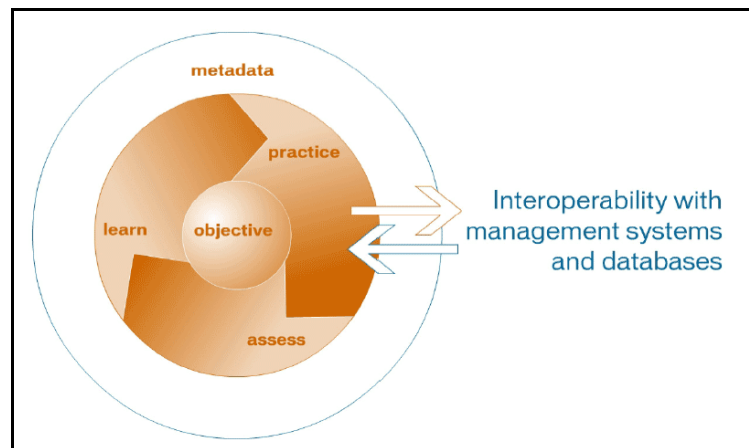 metadata
practice
learn
objective
assess
Interoperability with
management systems
and databases